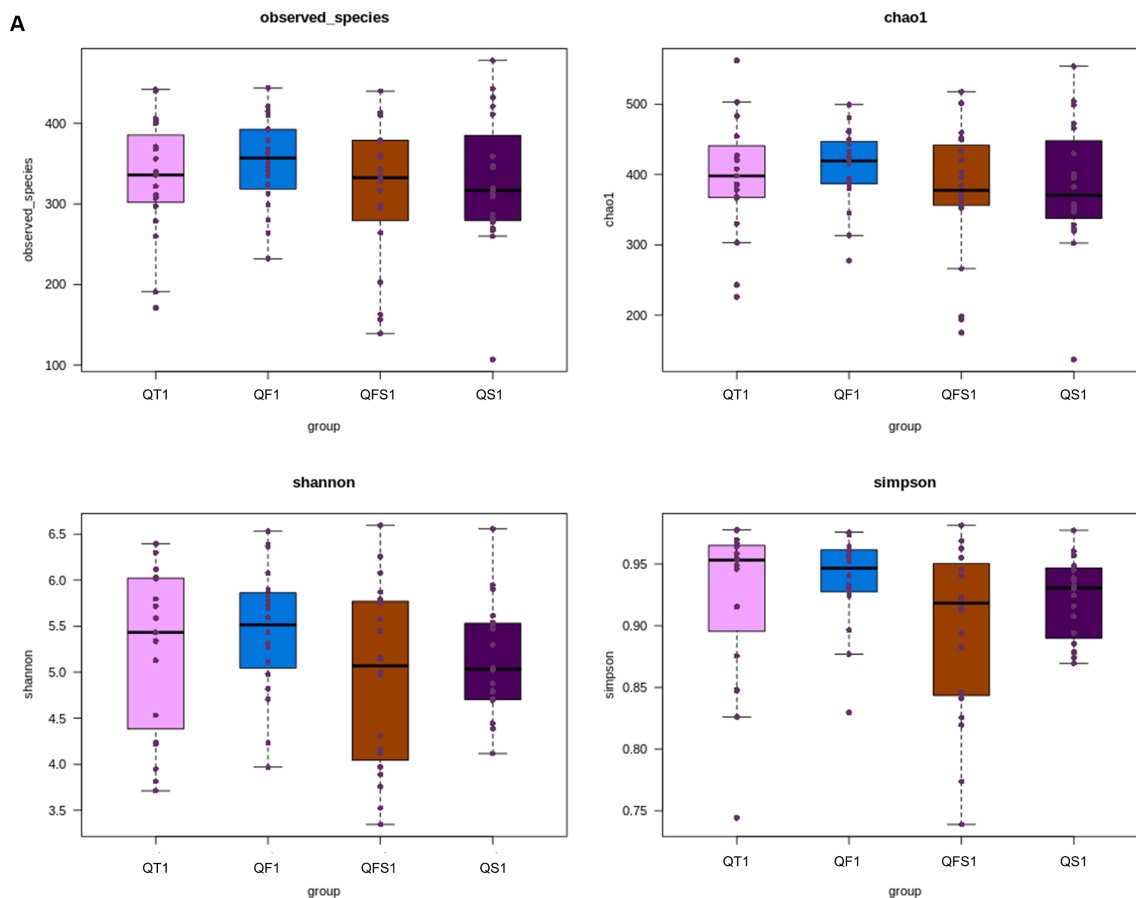 A
observed_species
observed_species
400
300
200
100
QT1 QF1 QFS1 QS1
group
chao1
chao1
500
400
300
200
QT1 QF1 QFS1 QS1
group
shannon
shannon
6.5
6.0
5.5
5.0
4.5
4.0
3.5
QT1 QF1 QFS1 QS1
group
simpson
simpson
0.95
0.90
0.85
0.80
0.75
QT1 QF1 QFS1 QS1
group